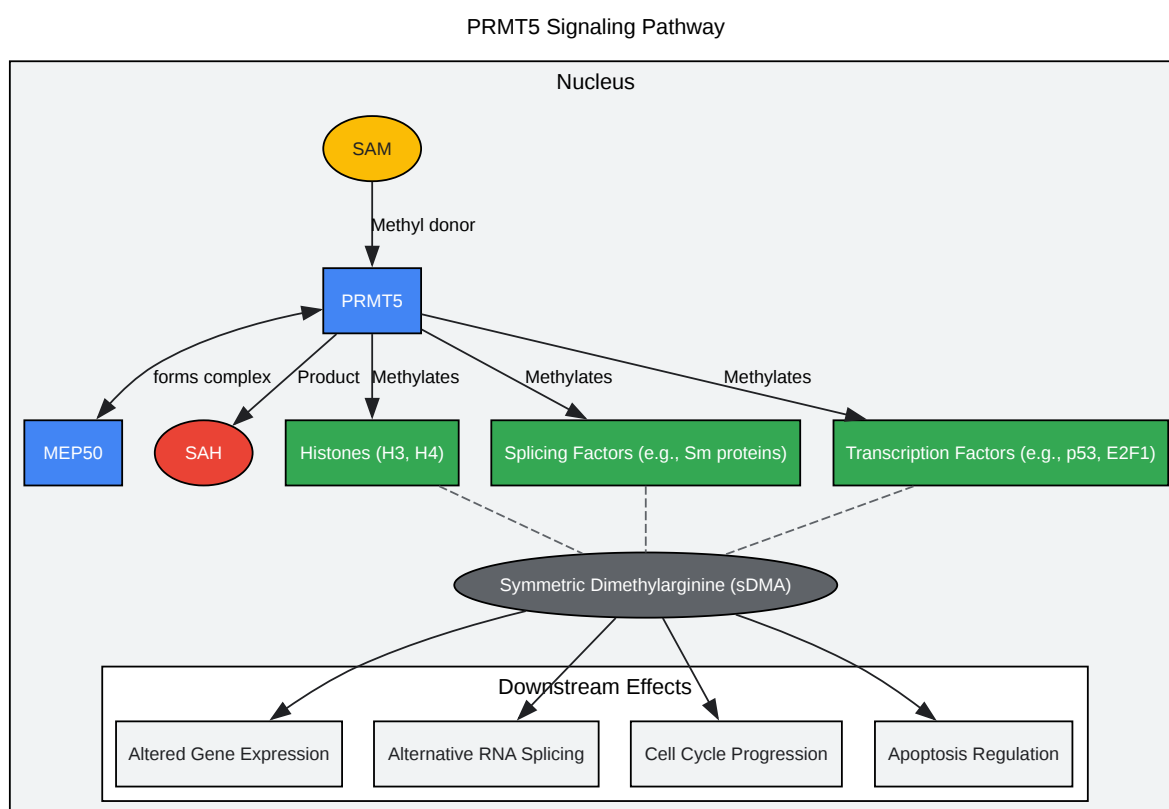 PRMT5 Signaling Pathway
Nucleus
SAM
Methyl donor
PRMT5
forms complex
Product
Methylates
Methylates
Methylates
MEP50
SAH
Histones (H3, H4)
Splicing Factors (e.g., Sm proteins)
Transcription Factors (e.g., p53, E2F1)
Symmetric Dimethylarginine (sDMA)
Downstream Effects
Altered Gene Expression
Alternative RNA Splicing
Cell Cycle Progression
Apoptosis Regulation